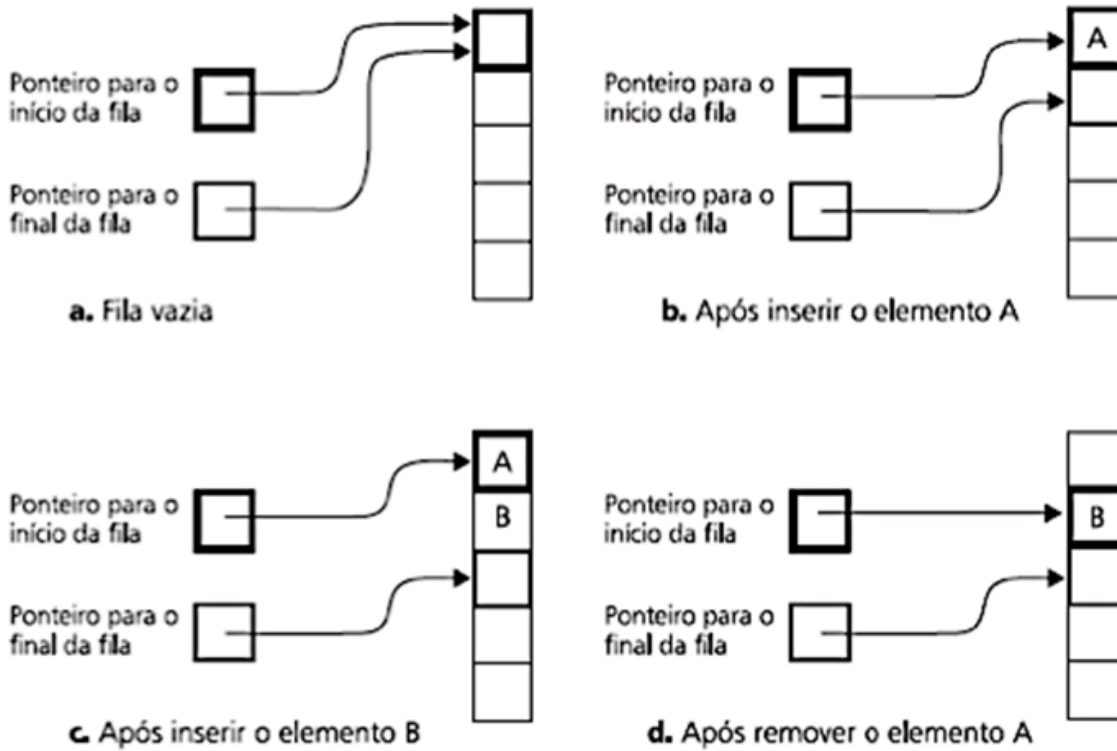 Ponteiro para o
início da fila
Ponteiro para o
final da fila
a. Fila vazia
A
Ponteiro para o
início da fila
Ponteiro para o
final da fila
b. Após inserir o elemento A
A
B
Ponteiro para o
início da fila
Ponteiro para o
final da fila
c. Após inserir o elemento B
B
Ponteiro para o
início da fila
Ponteiro para o
final da fila
d. Após remover o elemento A